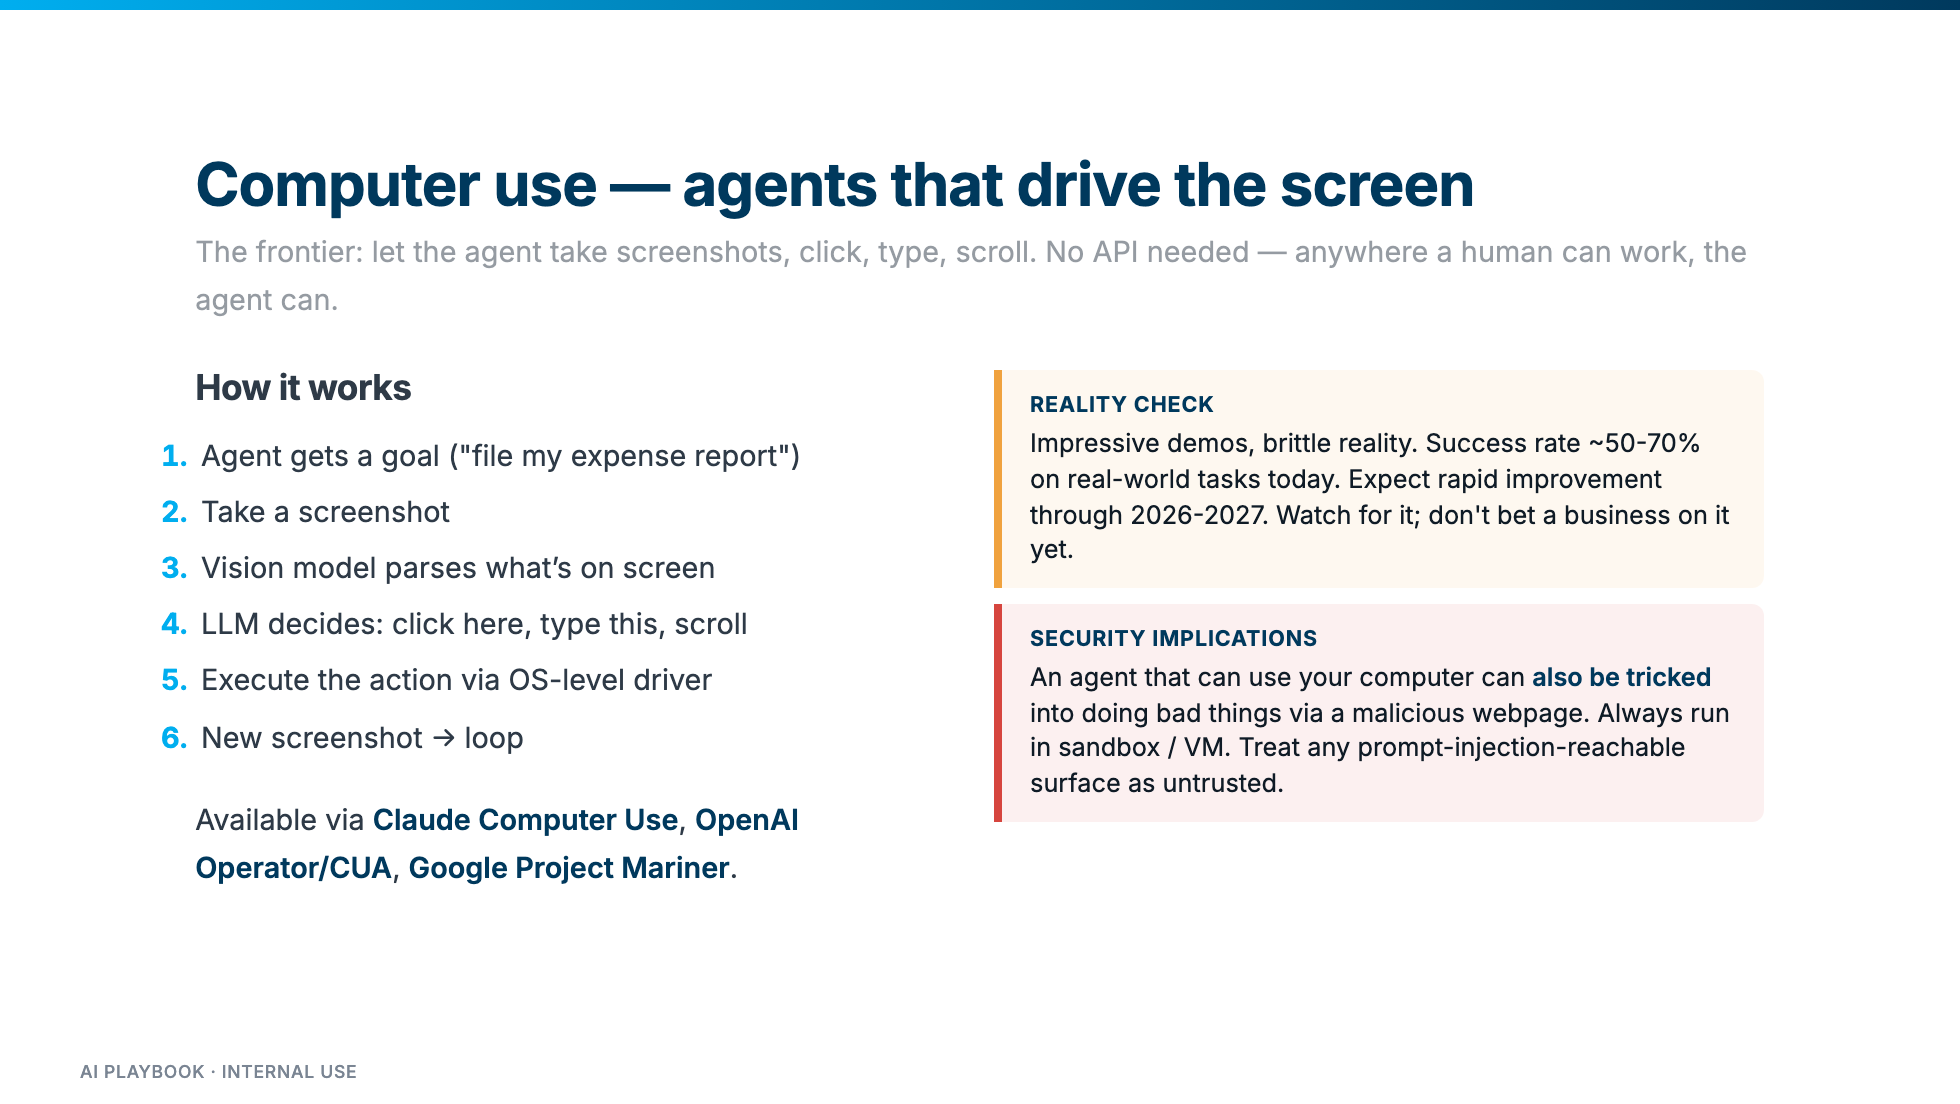 Computer use — agents that drive the screen
The frontier: let the agent take screenshots, click, type, scroll. No API needed — anywhere a human can work, the
agent can.
How it works
1. Agent gets a goal ("file my expense report")
2. Take a screenshot
3. Vision model parses what’s on screen
4. LLM decides: click here, type this, scroll
5. Execute the action via OS-level driver
6. New screenshot → loop
Available via Claude Computer Use, OpenAI
Operator/CUA, Google Project Mariner.
REALITY CHECK
Impressive demos, brittle reality. Success rate ~50-70%
on real-world tasks today. Expect rapid improvement
through 2026-2027. Watch for it; don't bet a business on it
yet.
SECURITY IMPLICATIONS
An agent that can use your computer can also be tricked
into doing bad things via a malicious webpage. Always run
in sandbox / VM. Treat any prompt-injection-reachable
surface as untrusted.
AI PLAYBOOK · INTERNAL USE